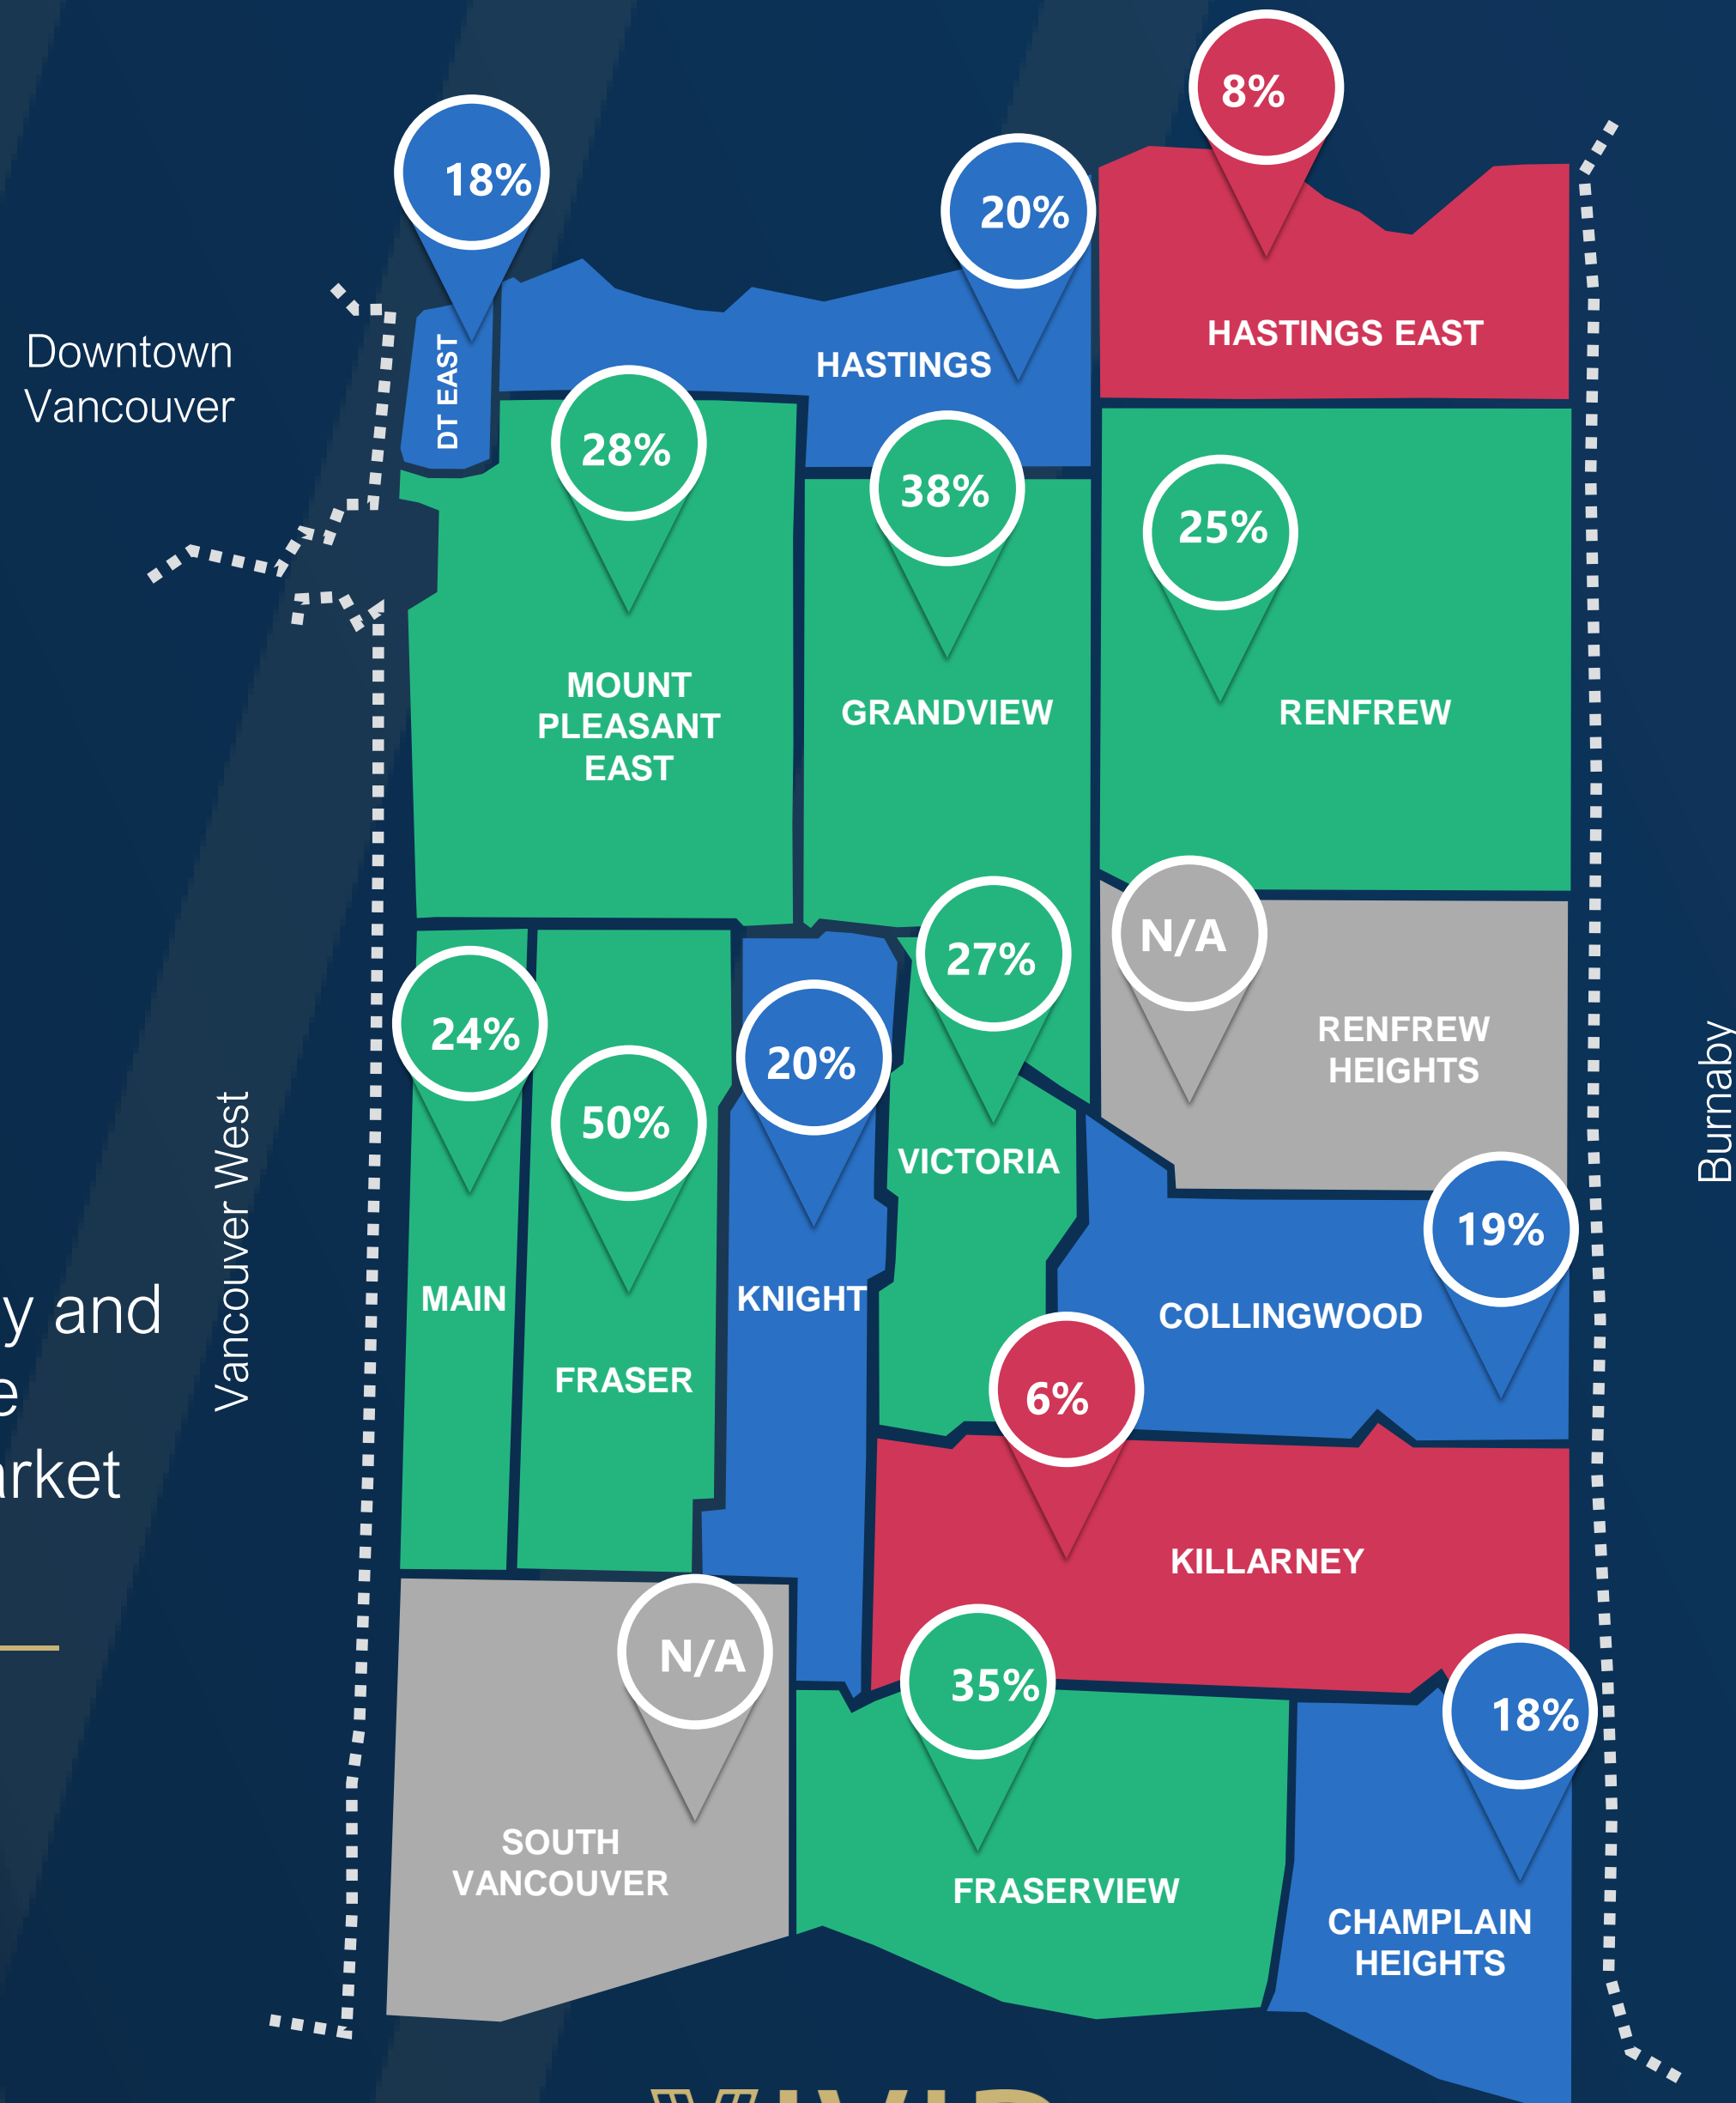 8%
18%
20%
HASTINGS EAST
Downtown
Vancouver
DT EAST
HASTINGS
28%
38%
25%
MOUNT
PLEASANT
EAST
GRANDVIEW
RENFREW
N/A
27%
24%
RENFREW
HEIGHTS
20%
50%
Burnaby
Vancouver West
VICTORIA
19%
y and
MAIN
KNIGHT
COLLINGWOOD
e
FRASER
6%
rket
KILLARNEY
N/A
35%
18%
SOUTH
VANCOUVER
FRASERVIEW
CHAMPLAIN
HEIGHTS